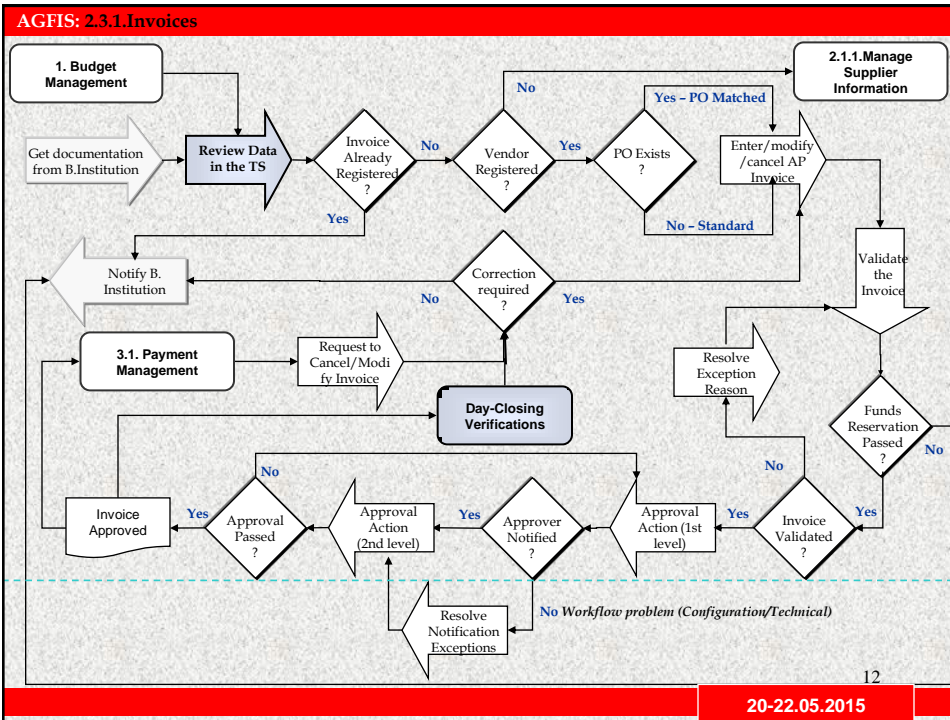 AGFIS: 2.3.1.Invoices
1. Budget
Management
2.1.1.Manage
Supplier
Information
No
Yes – PO Matched
Get documentation
from B.Institution
Review Data
in the TS
Invoice
Already
Registered
?
No
Vendor
Registered
?
Yes
PO Exists
?
Enter/modify
/cancel AP
Invoice
Yes
No – Standard
Notify B.
Institution
No
Correction
required
?
Yes
Validate
the
Invoice
3.1. Payment
Management
Request to
Cancel/Modi
fy Invoice
Resolve
Exception
Reason
Day-Closing
Verifications
Funds
Reservation
Passed
?
No
No
No
Yes
Invoice
Approved
Yes
Approval
Passed
?
Approval
Action
(2nd level)
Yes
Approver
Notified
?
Approval
Action (1st
level)
Yes
Invoice
Validated
?
Resolve
Notification
Exceptions
No Workflow problem (Configuration/Technical)
12
20-22.05.2015